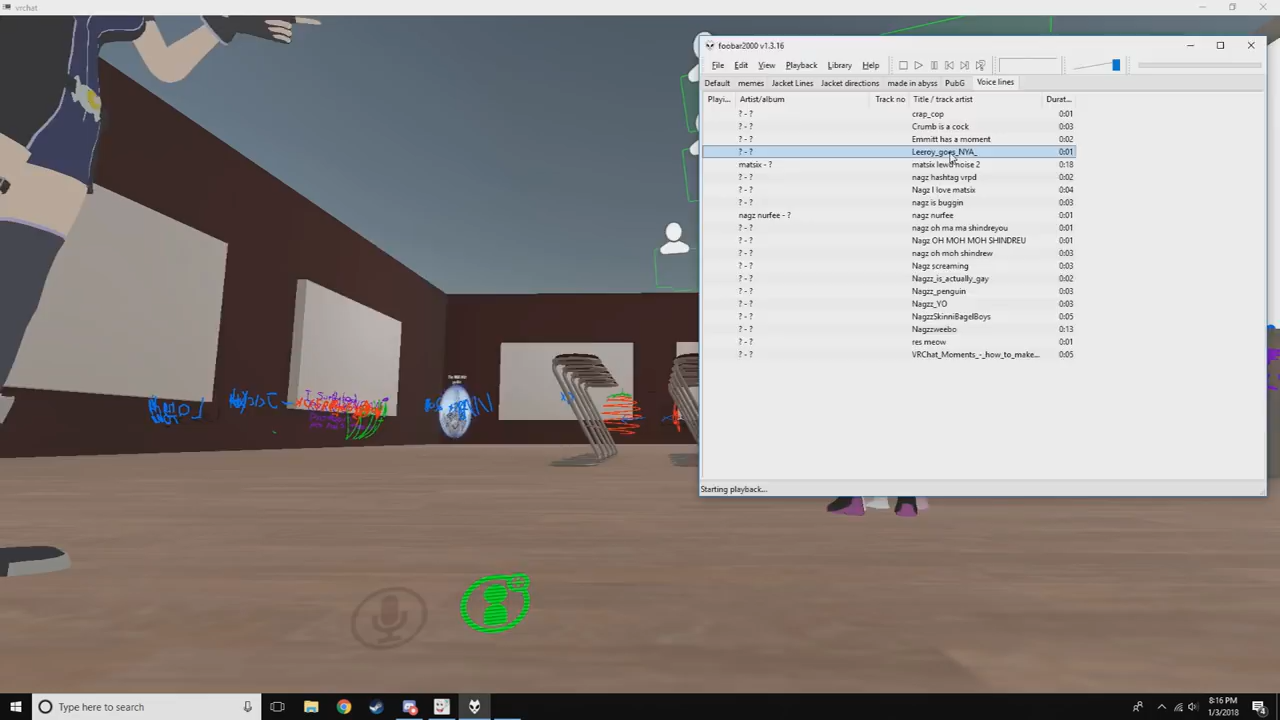 vrchat
foobar2000 v1.3.16
File Edit View Playback Library Help
Default memes Jacket Lines Jacket directions made in abyss PubG Voice lines
Playi... Artist/album Track no Title / track artist Durat...
? - ? crap_cop 0:01
? - ? Crumb is a cock 0:03
? - ? Emmitt has a moment 0:02
? - ? Leeroy_goes_NYA_ 0:01
matsix - ? matsix lewd noise 2 0:18
? - ? nagz hashtag vrpd 0:02
? - ? Nagz I love matsix 0:04
? - ? nagz is buggin 0:03
nagz nurfee - ? nagz nurfee 0:01
? - ? nagz oh ma ma shindreyou 0:01
? - ? Nagz OH MOH MOH SHINDREU 0:01
? - ? nagz oh moh shindrew 0:03
? - ? Nagz screaming 0:03
? - ? Nagzz_is_actually_gay 0:02
? - ? Nagzz_penguin 0:03
? - ? Nagzz_YO 0:03
? - ? NagzzSkinniBagelBoys 0:05
? - ? Nagzzweebo 0:13
? - ? res meow 0:01
? - ? VRChat_Moments_-_how_to_make... 0:05
Starting playback...
Type here to search
8:16 PM
1/3/2018
4